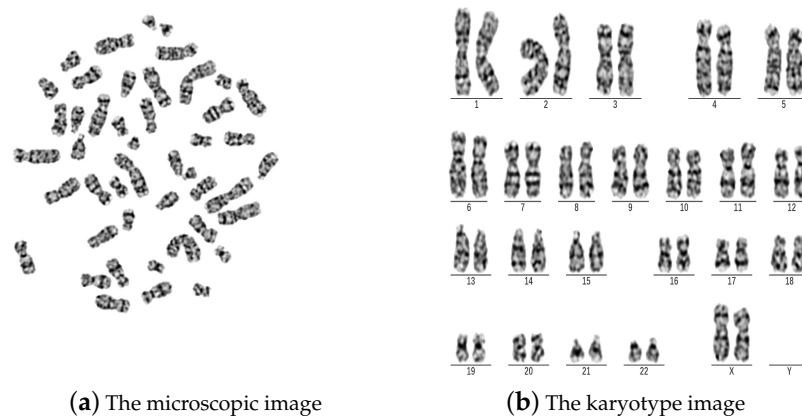 1 2 3 4 5
6 7 8 9 10 11 12
13 14 15 16 17 18
19 20 21 22 X Y
(a) The microscopic image (b) The karyotype image